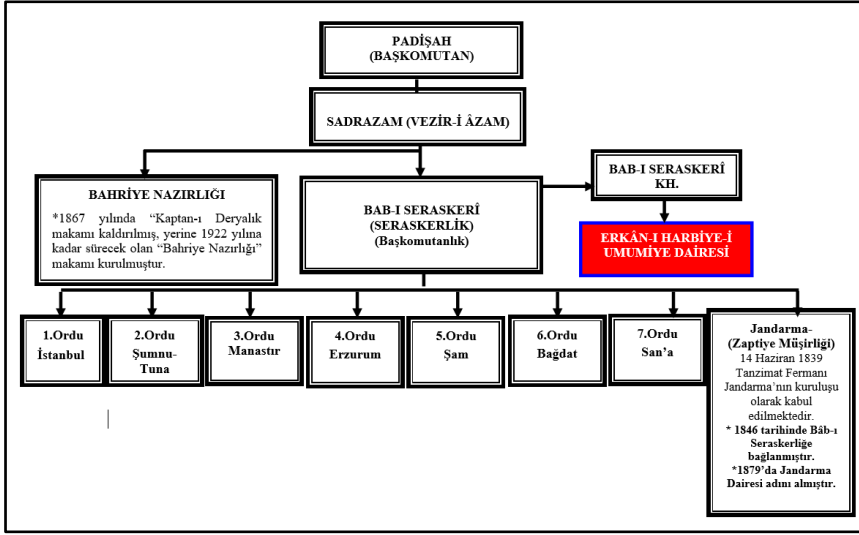 PADİŞAH
(BAŞKOMUTAN)
SADRAZAM (VEZİR-İ ÂZAM)
BAHRİYE NAZIRLIĞI
*1867 yılında “Kaptan-ı Deryalık
makamı kaldırılmış, yerine 1922 yılına
kadar sürecek olan “Bahriye Nazırlığı”
makamı kurulmuştur.
BAB-I SERASKERÎ
(SERASKERLİK)
(Başkomutanlık)
BAB-I SERASKERÎ
KH.
ERKÂN-I HARBİYE-İ
UMUMİYE DAİRESİ
1.Ordu
İstanbul
2.Ordu
Şumnu-
Tuna
3.Ordu
Manastır
4.Ordu
Erzurum
5.Ordu
Şam
6.Ordu
Bağdat
7.Ordu
San’a
Jandarma-
(Zaptiye Müşirliği)
14 Haziran 1839
Tanzimat Fermanı
Jandarma’nın kuruluşu
olarak kabul
edilmektedir.
* 1846 tarihinde Bâb-ı
Seraskerliğe
bağlanmıştır.
*1879’da Jandarma
Dairesi adını almıştır.